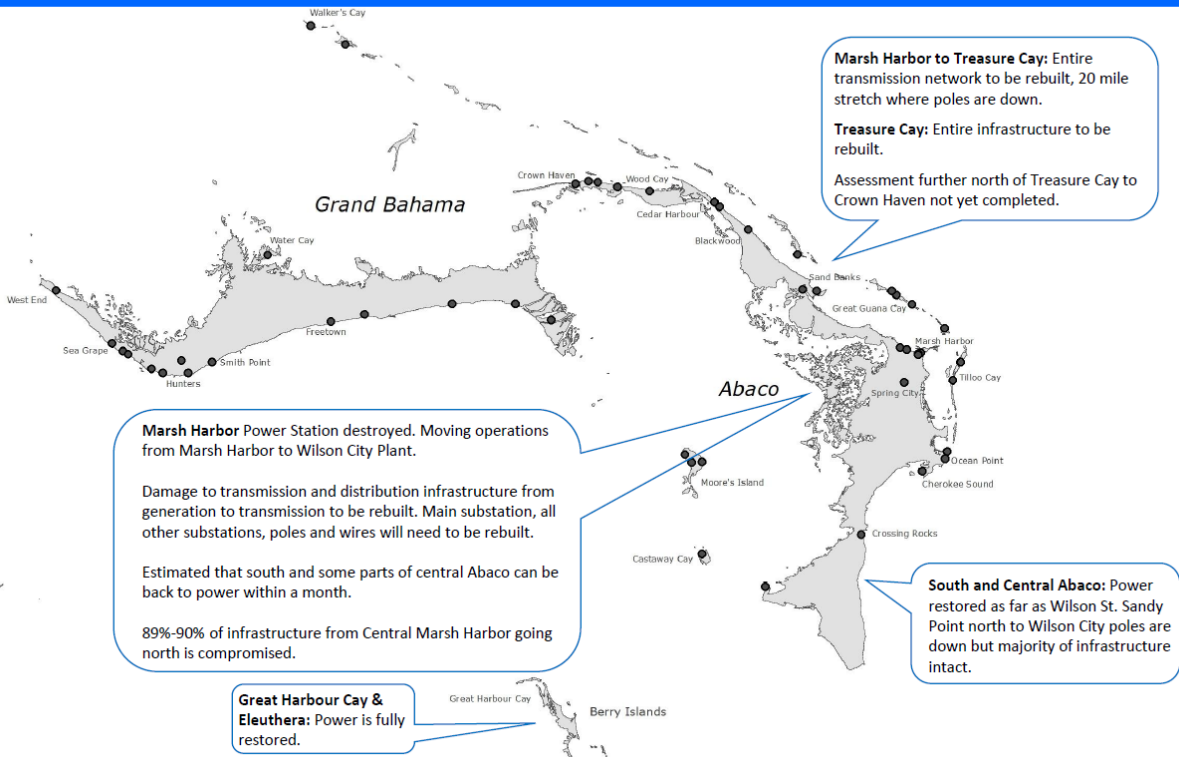 Walker's Cay
Marsh Harbor to Treasure Cay: Entire
transmission network to be rebuilt, 20 mile
stretch where poles are down.
Treasure Cay: Entire infrastructure to be
rebuilt.
Assessment further north of Treasure Cay to
Crown Haven not yet completed.
Crown Haven
Wood Cay
Grand Bahama
Cedar Harbour
Water Cay
Blackwood
West End
Sand Banks
Great Guana Cay
Freetown
Sea Grape
Smith Point
Hunters
Marsh Harbor
Tilloo Cay
Abaco
Spring City
Marsh Harbor Power Station destroyed. Moving operations
from Marsh Harbor to Wilson City Plant.
Damage to transmission and distribution infrastructure from
generation to transmission to be rebuilt. Main substation, all
other substations, poles and wires will need to be rebuilt.
Estimated that south and some parts of central Abaco can be
back to power within a month.
89%-90% of infrastructure from Central Marsh Harbor going
north is compromised.
Ocean Point
Cherokee Sound
Moore's Island
Crossing Rocks
Castaway Cay
South and Central Abaco: Power
restored as far as Wilson St. Sandy
Point north to Wilson City poles are
down but majority of infrastructure
intact.
Great Harbour Cay &
Eleuthera: Power is fully
restored.
Great Harbour Cay
Berry Islands